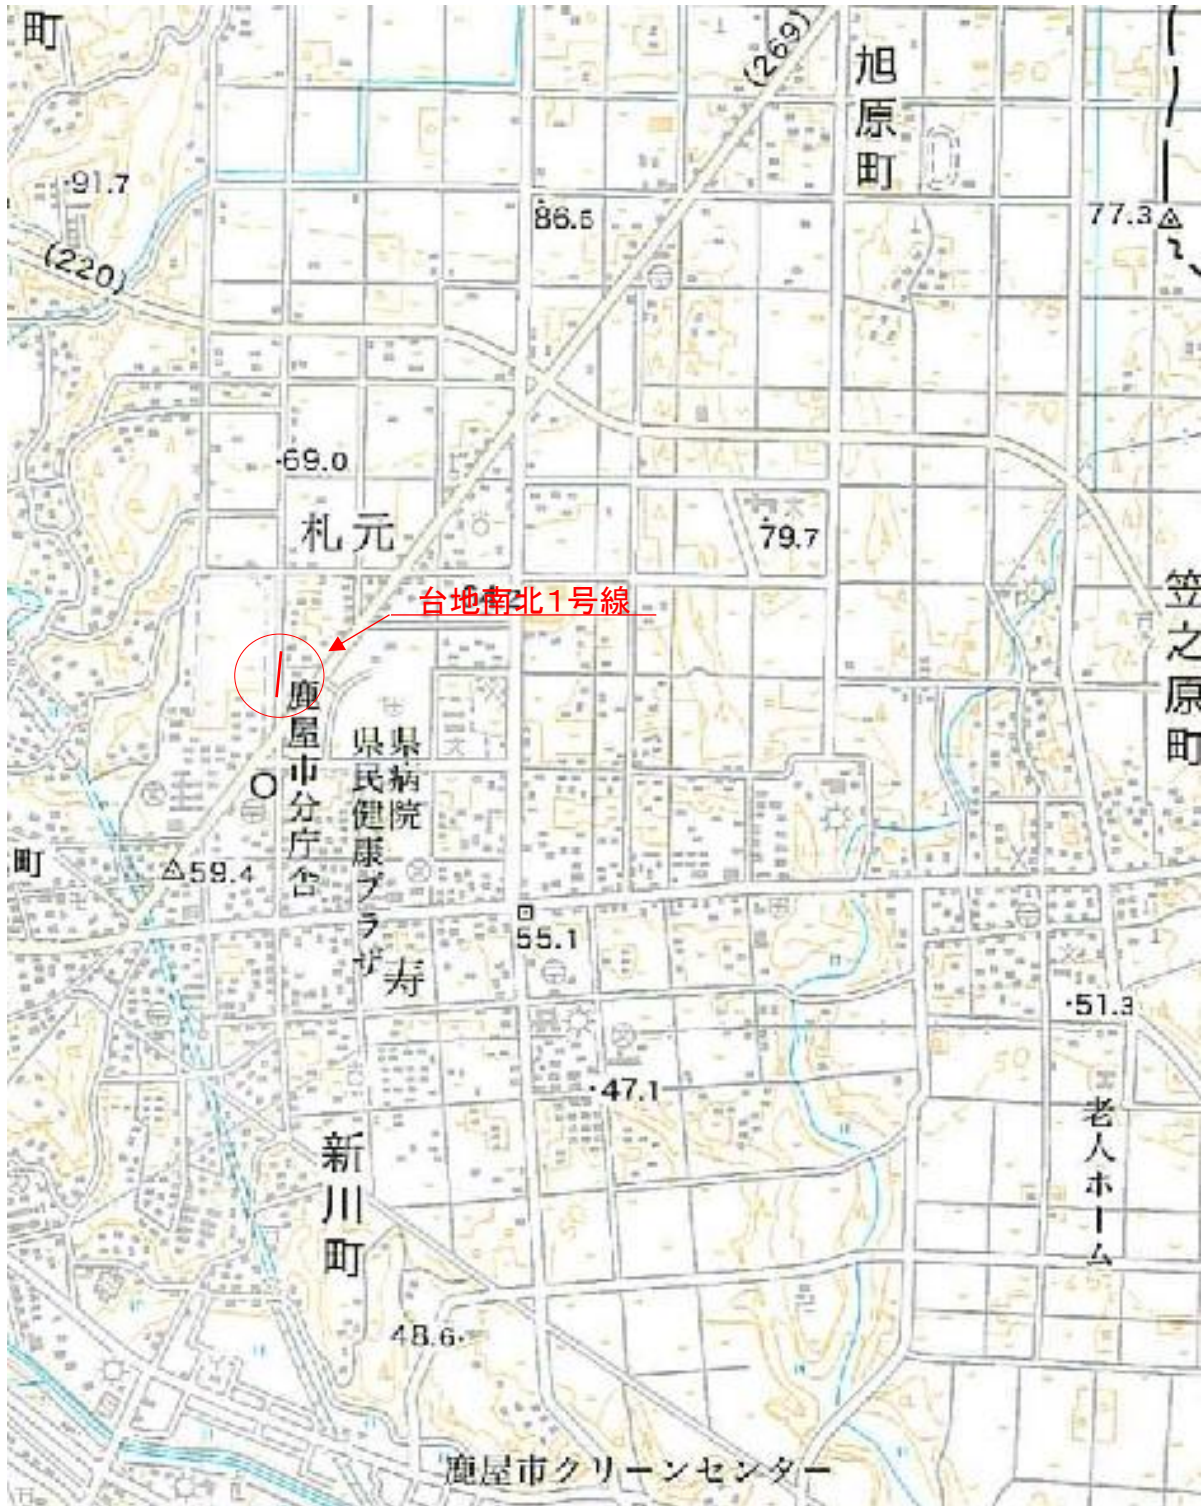 町
(269)
旭原町
91.7
86.5
77.3
(220)
69.0
札元
79.7
台地南北1号線
笠之原町
鹿屋市分庁舎
県病院
県民健康プラザ
町
59.4
55.1
寿
51.3
47.1
50
老人ホーム
新川町
48.6
鹿屋市クリーンセンター